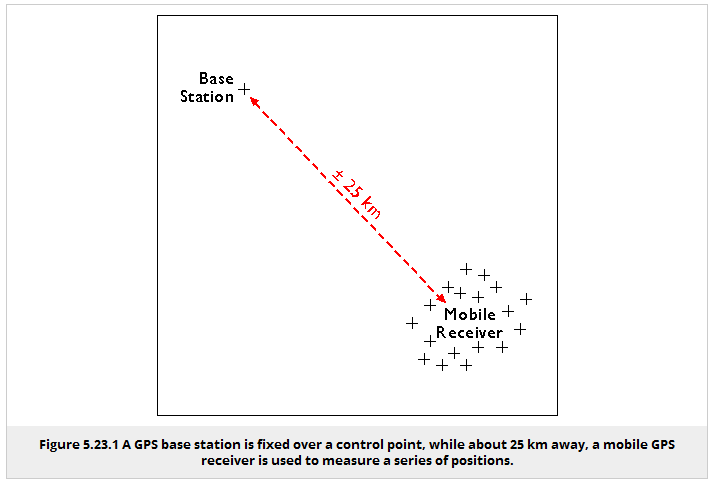 Base
Station
± 25 km
Mobile
Receiver
Figure 5.23.1 A GPS base station is fixed over a control point, while about 25 km away, a mobile GPS
receiver is used to measure a series of positions.